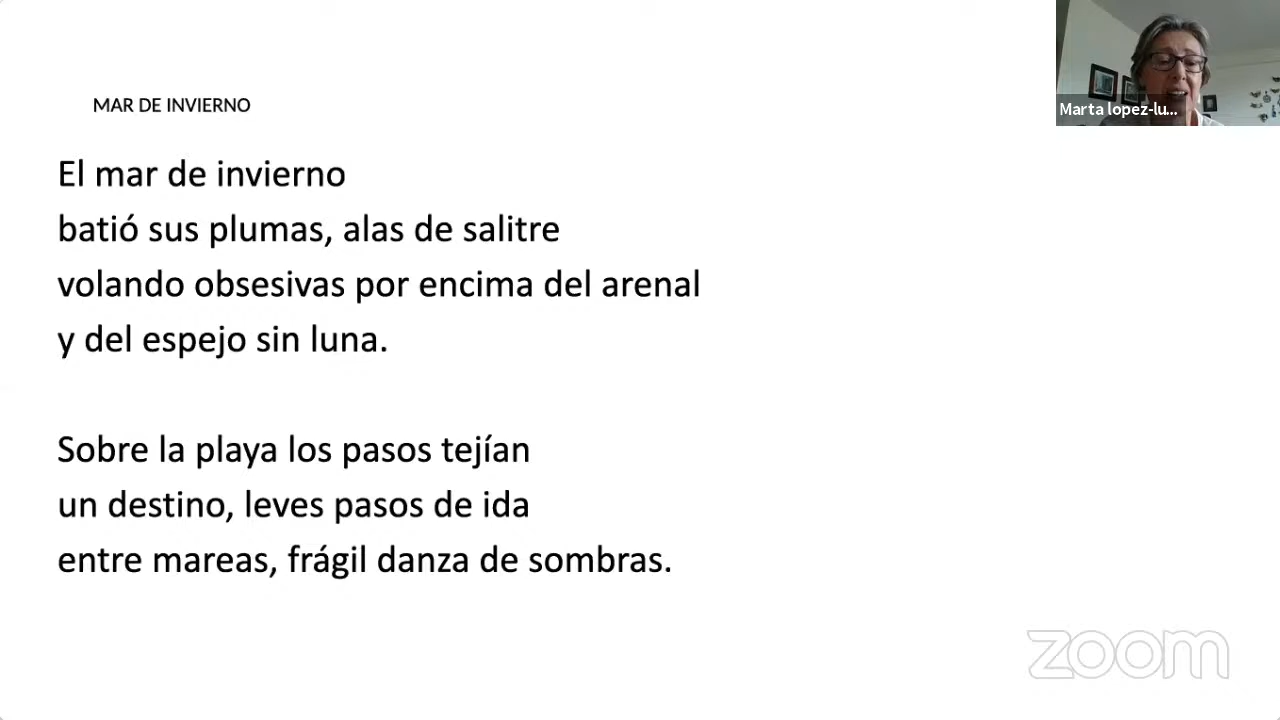 MAR DE INVIERNO
El mar de invierno
batió sus plumas, alas de salitre
volando obsesivas por encima del arenal
y del espejo sin luna.
Sobre la playa los pasos tejían
un destino, leves pasos de ida
entre mareas, frágil danza de sombras.
Marta lopez-lu...
zoom